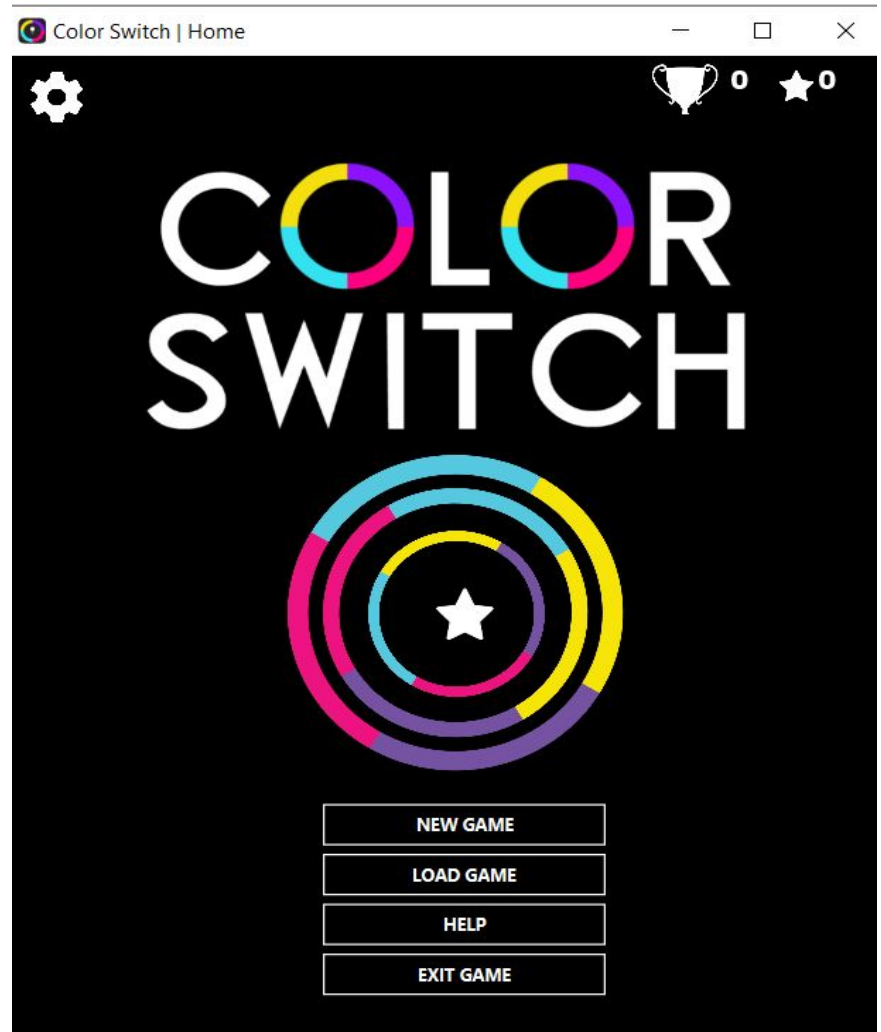 Color Switch | Home
0 0
COLOR
SWITCH
NEW GAME
LOAD GAME
HELP
EXIT GAME